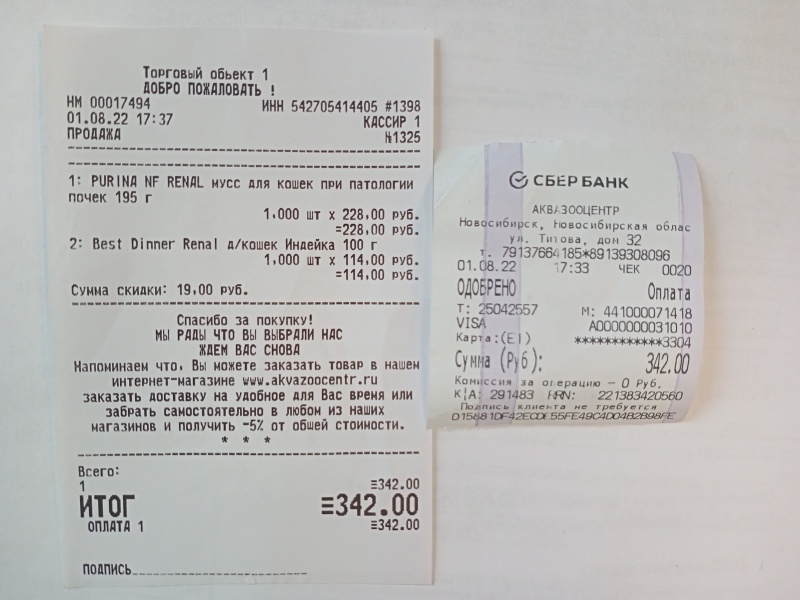 Торговый обьект 1
ДОБРО ПОЖАЛОВАТЬ !
НМ 00017494 ИНН 542705414405 #1398
01.08.22 17:37 КАССИР 1
ПРОДАЖА №1325
1: PURINA NF RENAL мусс для кошек при патологии
почек 195 г
1,000 шт х 228,00 руб.
=228,00 руб.
2: Best Dinner Renal д/кошек Индейка 100 г
1,000 шт х 114,00 руб.
=114,00 руб.
Сумма скидки: 19,00 руб.
Спасибо за покупку!
МЫ РАДЫ ЧТО ВЫ ВЫБРАЛИ НАС
ЖДЕМ ВАС СНОВА
Напоминаем что, Вы можете заказать товар в нашем
интернет-магазине www.akvazoocentr.ru
заказать доставку на удобное для Вас время или
забрать самостоятельно в любом из наших
магазинов и получить -5% от обшей стоимости.
* * *
Всего:
1 ≡342.00
ИТОГ ≡342.00
ОПЛАТА 1 ≡342.00
ПОДПИСЬ
СБЕР БАНК
АКВАЗООЦЕНТР
Новосибирск, Новосибирская облас
ул. Титова, дом 32
т. 79137664185*89139308096
01.08.22 17:33 ЧЕК 0020
ОДОБРЕНО Оплата
Т: 25042557 М: 441000071418
VISA A0000000031010
Карта:(E1) ************3304
Сумма (Руб): 342.00
Комиссия за операцию – 0 Руб.
К/А: 291483 RRN: 221383420560
Подпись клиента не требуется